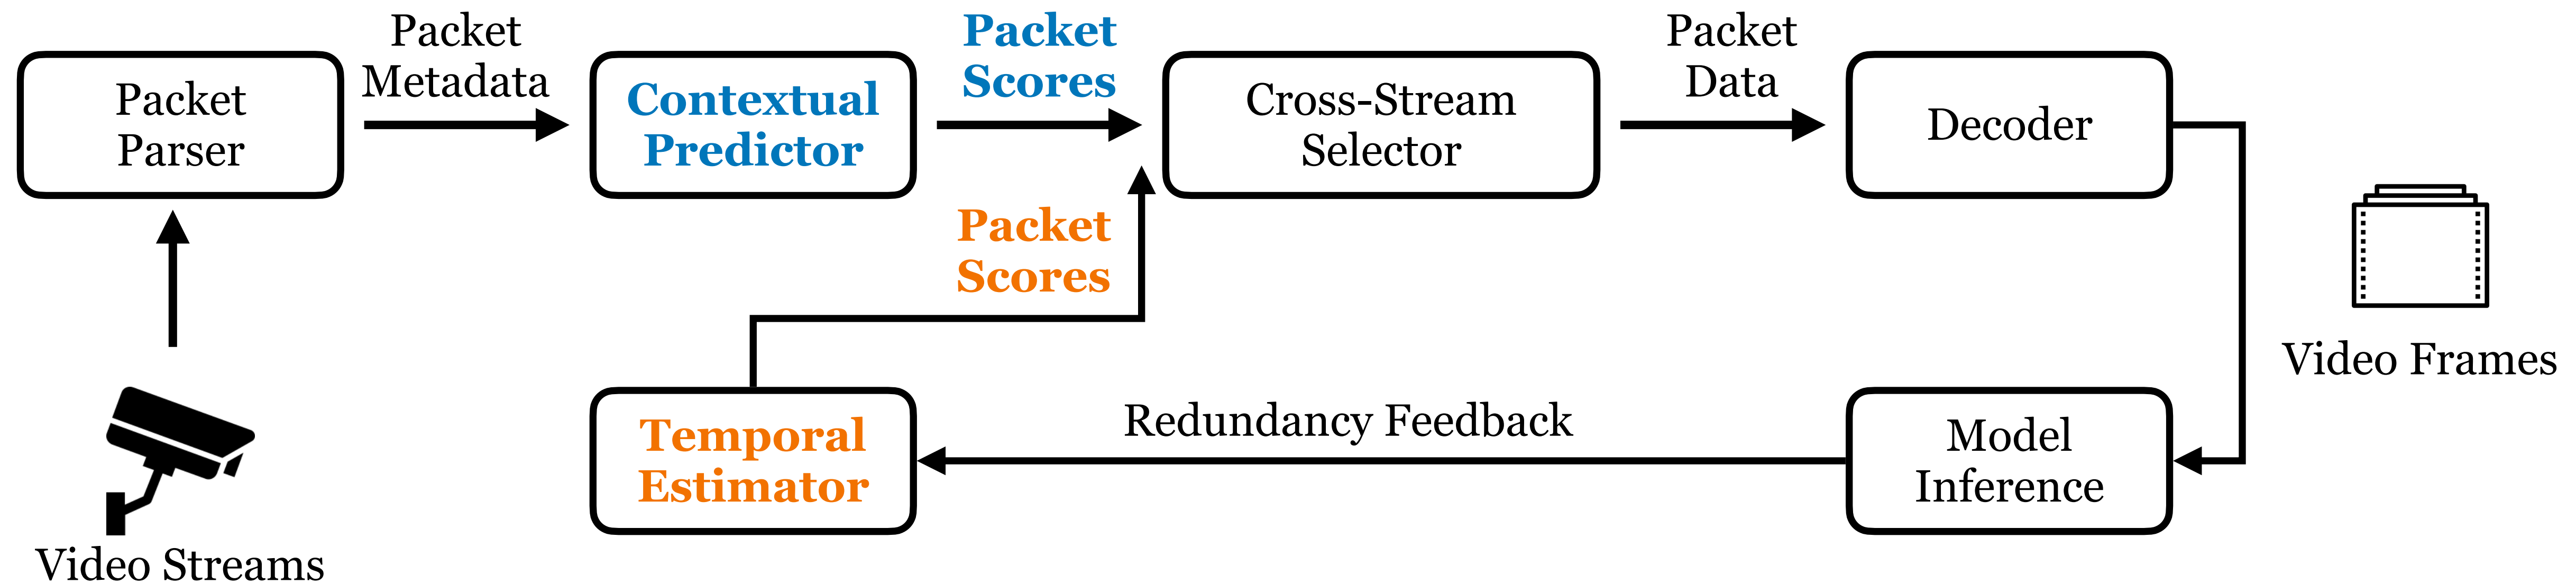 Packet
Parser
Packet
Metadata
Contextual
Predictor
Packet
Scores
Cross-Stream
Selector
Packet
Data
Decoder
Packet
Scores
Video Frames
Temporal
Estimator
Redundancy Feedback
Model
Inference
Video Streams